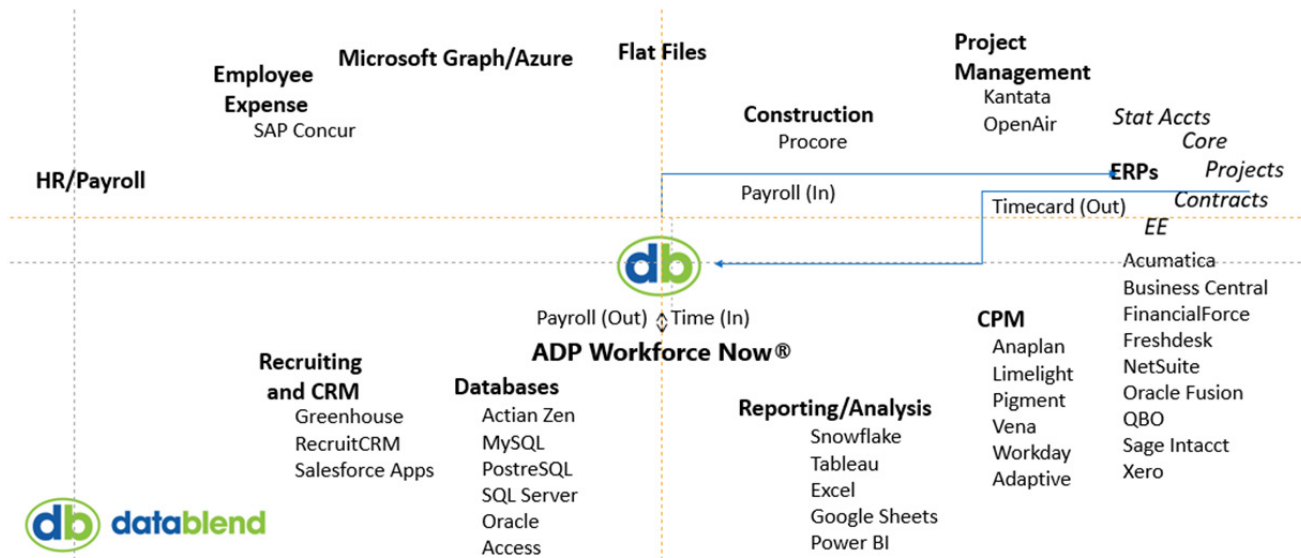 Employee
Expense
SAP Concur
Microsoft Graph/Azure
Flat Files
Project
Management
Kantata
OpenAir
Construction
Procore
HR/Payroll
Stat Accts
Core
ERPs
Projects
Contracts
EE
Payroll (In)
Timecard (Out)
db
Payroll (Out)
Time (In)
ADP Workforce Now®
Recruiting
and CRM
Greenhouse
RecruitCRM
Salesforce Apps
Databases
Actian Zen
MySQL
PostreSQL
SQL Server
Oracle
Access
Reporting/Analysis
Snowflake
Tableau
Excel
Google Sheets
Power BI
CPM
Anaplan
Limelight
Pigment
Vena
Workday
Adaptive
Acumatica
Business Central
FinancialForce
Freshdesk
NetSuite
Oracle Fusion
QBO
Sage Intacct
Xero
db datablend